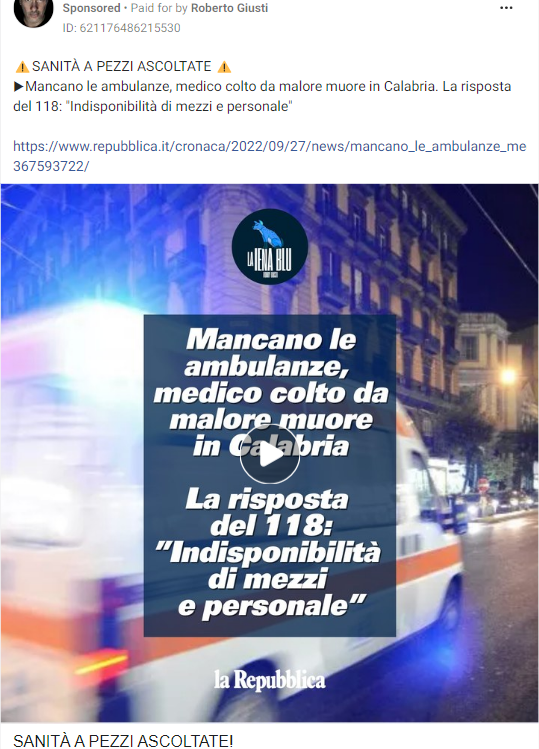 Sponsored • Paid for by Roberto Giusti
ID: 621176486215530
⚠️SANITÀ A PEZZI ASCOLTATE ⚠️
▶Mancano le ambulanze, medico colto da malore muore in Calabria. La risposta
del 118: "Indisponibilità di mezzi e personale"
https://www.repubblica.it/cronaca/2022/09/27/news/mancano_le_ambulanze_me
367593722/
LA IENA BLU
Mancano le
ambulanze,
medico colto da
malore muore
in Calabria
La risposta
del 118:
"Indisponibilità
di mezzi
e personale"
la Repubblica
SANITÀ A PEZZI ASCOLTATE!